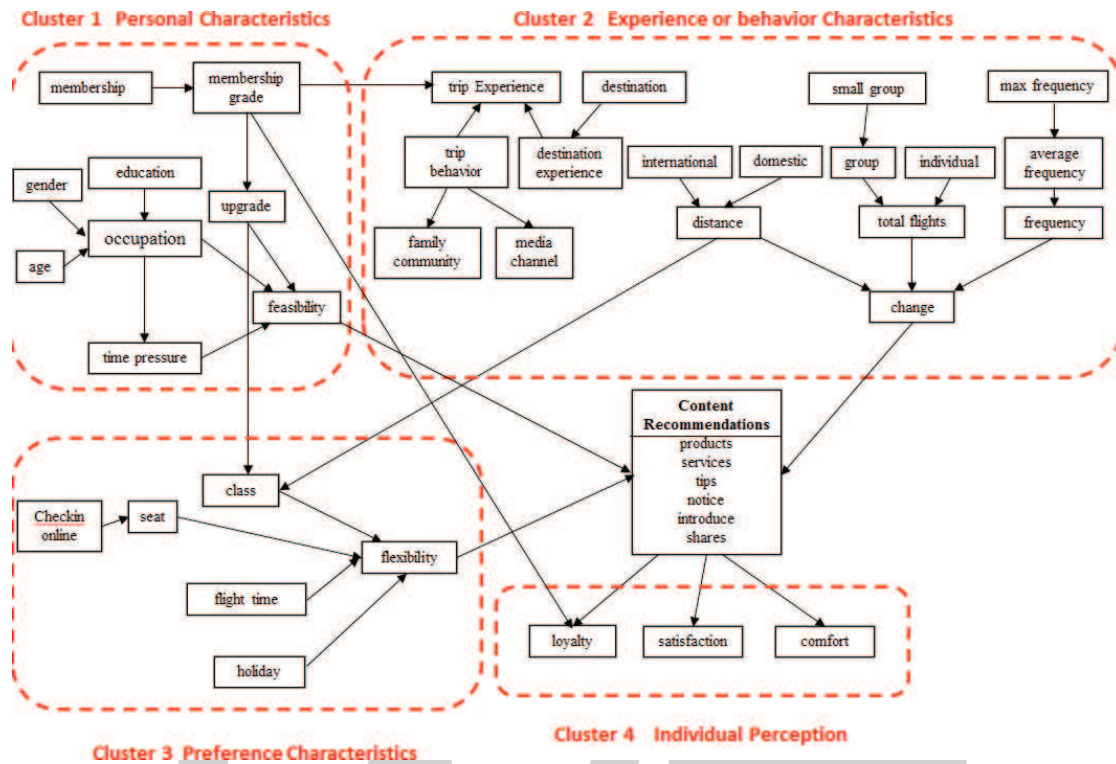 Cluster 1  Personal Characteristics
Cluster 2  Experience or behavior Characteristics
membership
membership
grade
education
gender
upgrade
occupation
age
feasibility
time pressure
trip Experience
destination
small group
max frequency
trip
behavior
destination
experience
international
domestic
group
individual
average
frequency
distance
total flights
frequency
family
community
media
channel
change
Content
Recommendations
products
services
tips
notice
introduce
shares
class
Checkin
online
seat
flexibility
flight time
holiday
loyalty
satisfaction
comfort
Cluster 4   Individual Perception
Cluster 3  Preference Characteristics